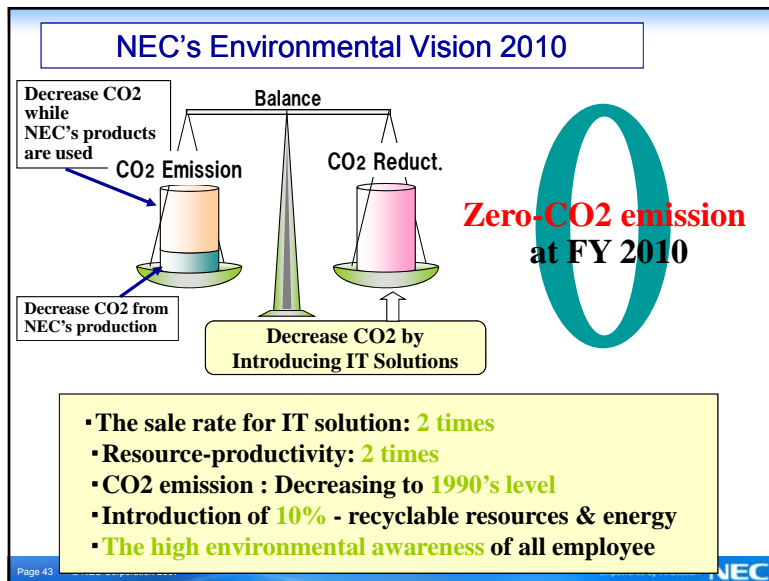 NEC's Environmental Vision 2010
Decrease CO2
while
NEC's products
are used
Balance
CO2 Emission
CO2 Reduct.
Zero-CO2 emission
at FY 2010
Decrease CO2 from
NEC's production
Decrease CO2 by
Introducing IT Solutions
・The sale rate for IT solution: 2 times
・Resource-productivity: 2 times
・CO2 emission : Decreasing to 1990's level
・Introduction of 10% - recyclable resources & energy
・The high environmental awareness of all employee
Page 43
NEC